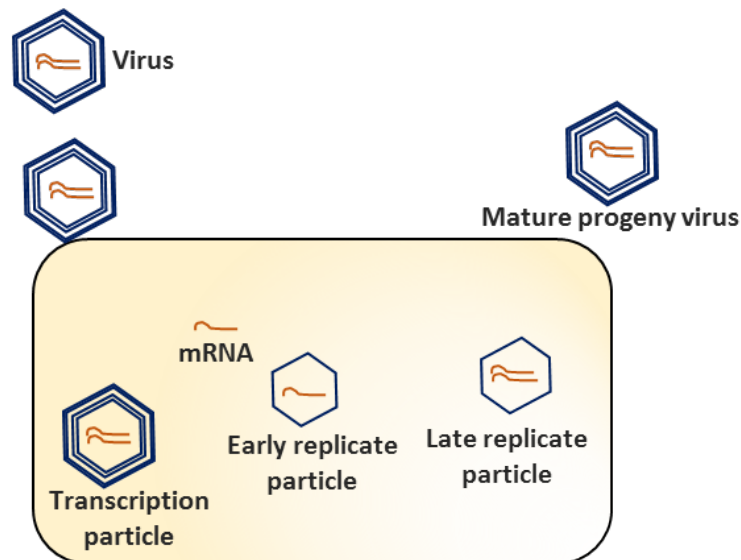 Virus
Mature progeny virus
mRNA
Early replicate
particle
Late replicate
particle
Transcription
particle